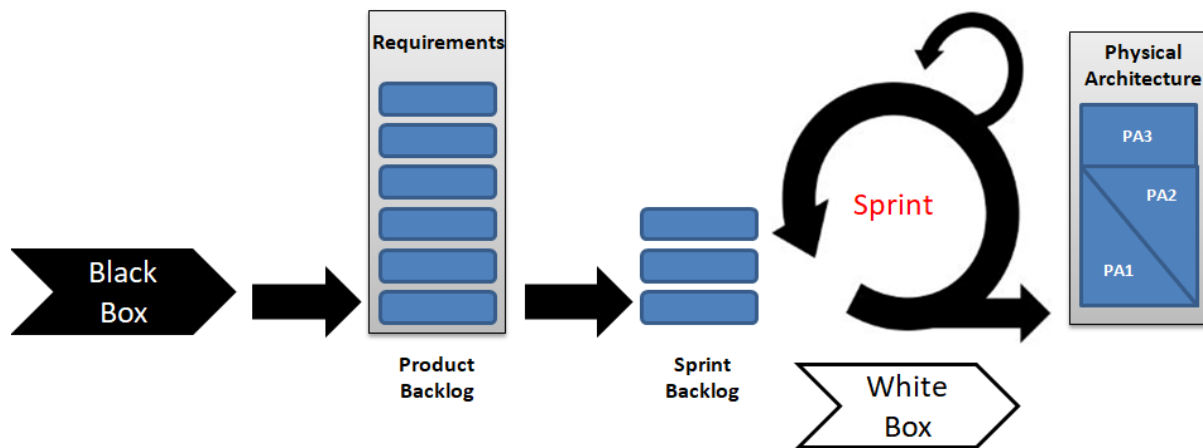 Black
Box
Requirements
Product
Backlog
Sprint
Backlog
Sprint
White
Box
Physical
Architecture
PA3
PA2
PA1